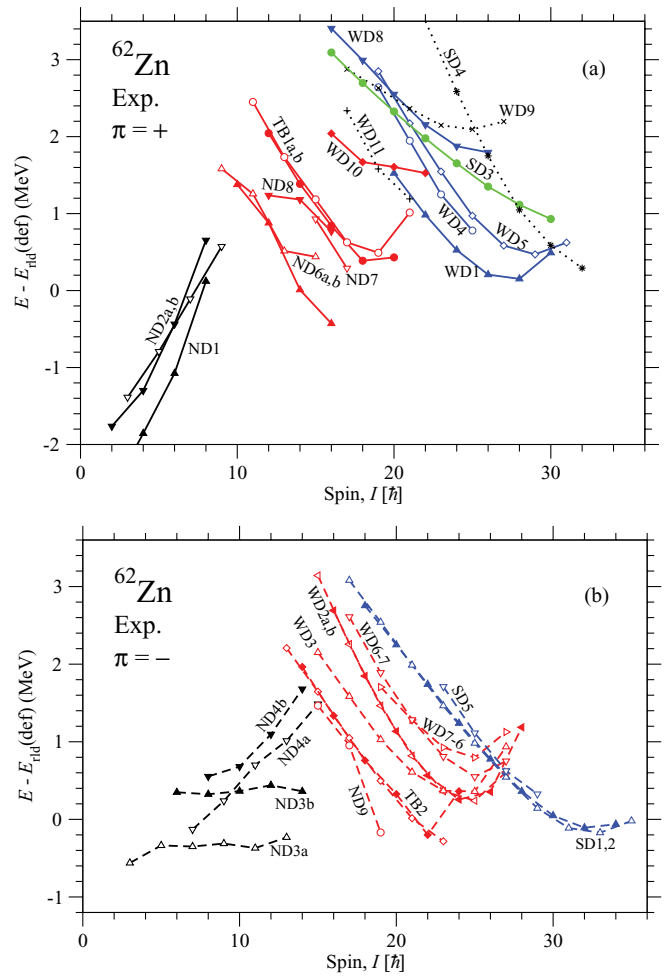 (a)
⁶²Zn
Exp.
π = +
WD8
SD4
WD9
TB1a,b
WD11
WD10
SD3
ND8
WD4
WD5
ND6a,b
ND7
WD1
ND2a,b
ND1
3
2
1
0
-1
-2
E - E_rld(def) (MeV)
0 10 20 30
Spin, I [ħ]
(b)
⁶²Zn
Exp.
π = −
WD2a,b
WD3
WD6-7
SD5
ND4b
ND4a
WD7-6
ND3b
TB2
ND9
ND3a
SD1,2
3
2
1
0
-1
E - E_rld(def) (MeV)
0 10 20 30
Spin, I [ħ]